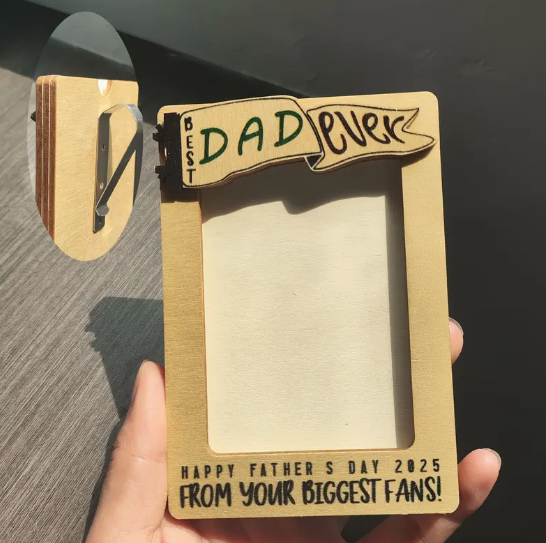 BEST DAD ever
HAPPY FATHER S DAY 2025
FROM YOUR BIGGEST FANS!